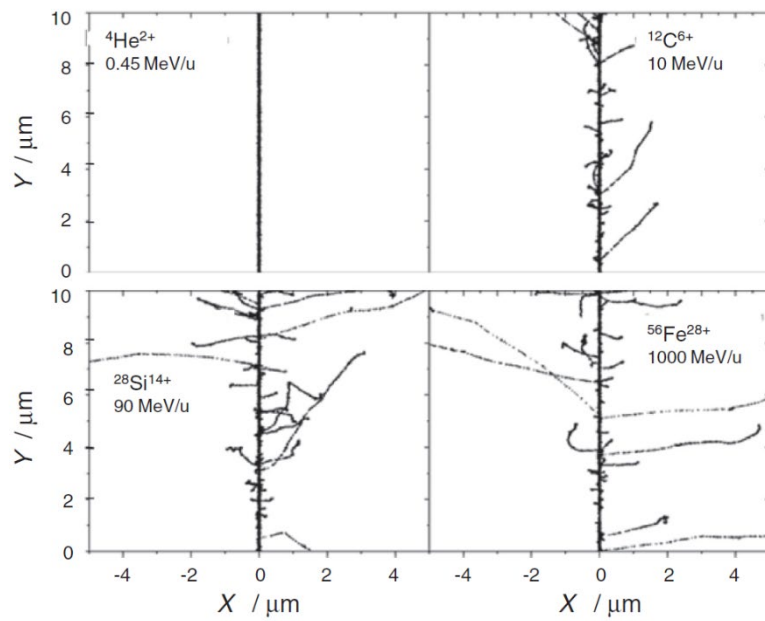 10
8
6
4
2
0
Y / μm
⁴He²⁺
0.45 MeV/u
¹²C⁶⁺
10 MeV/u
10
8
6
4
2
0
Y / μm
²⁸Si¹⁴⁺
90 MeV/u
⁵⁶Fe²⁸⁺
1000 MeV/u
-4 -2 0 2 4
-4 -2 0 2 4
X / μm
X / μm